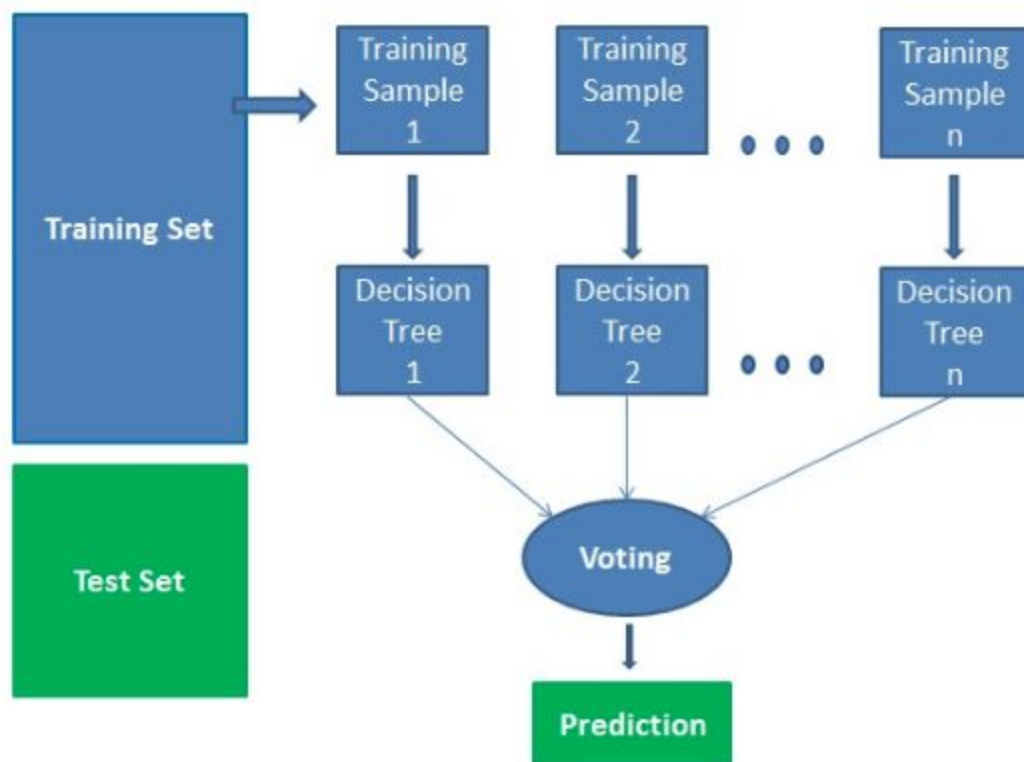 Training Set
Training
Sample
1
Training
Sample
2
Training
Sample
n
Decision
Tree
1
Decision
Tree
2
Decision
Tree
n
Test Set
Voting
Prediction